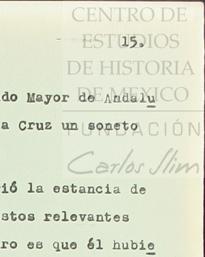 CENTRO DE
ESTUDIOS
15.
DE HISTORIA
DE MÉXICO
do Mayor de Andalu
a Cruz un soneto
FUNDACIÓN
Carlos Slim
ió la estancia de
stos relevantes
ro es que él hubie